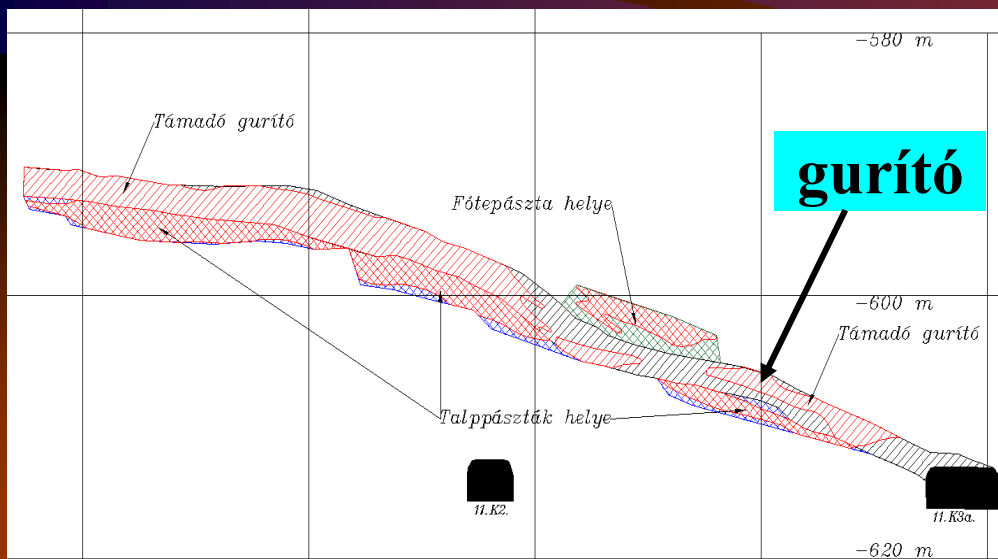 -580 m
Támadó gurító
gurító
Fótepászta helye
-600 m
Támadó gurító
Talppászták helye
11.K2.
11.K3a.
-620 m